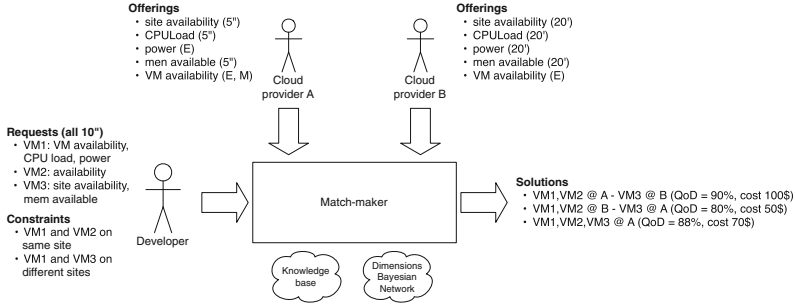 Offerings
• site availability (5")
• CPULoad (5")
• power (E)
• men available (5")
• VM availability (E, M)
Cloud
provider A
Cloud
provider B
Offerings
• site availability (20')
• CPULoad (20')
• power (20')
• men available (20')
• VM availability (E)
Requests (all 10")
• VM1: VM availability,
CPU load, power
• VM2: availability
• VM3: site availability,
mem available
Constraints
• VM1 and VM2 on
same site
• VM1 and VM3 on
different sites
Developer
Match-maker
Knowledge
base
Dimensions
Bayesian
Network
Solutions
• VM1,VM2 @ A - VM3 @ B (QoD = 90%, cost 100$)
• VM1,VM2 @ B - VM3 @ A (QoD = 80%, cost 50$)
• VM1,VM2,VM3 @ A (QoD = 88%, cost 70$)